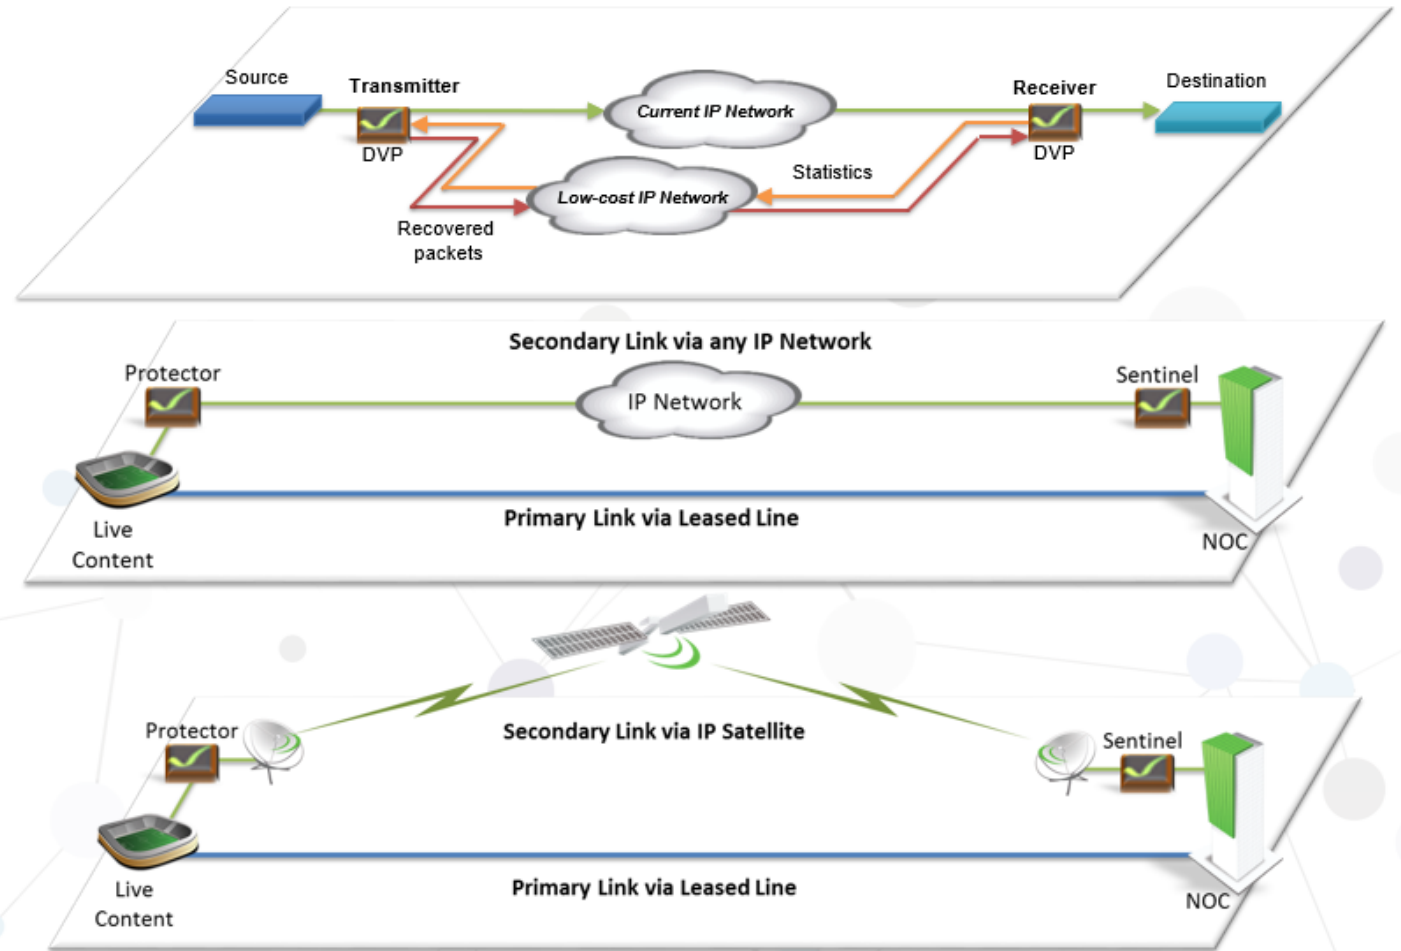 Source
Transmitter
Current IP Network
Receiver
Destination
DVP
DVP
Statistics
Low-cost IP Network
Recovered
packets
Secondary Link via any IP Network
Protector
IP Network
Sentinel
Primary Link via Leased Line
Live
Content
NOC
Protector
Secondary Link via IP Satellite
Sentinel
Live
Content
Primary Link via Leased Line
NOC